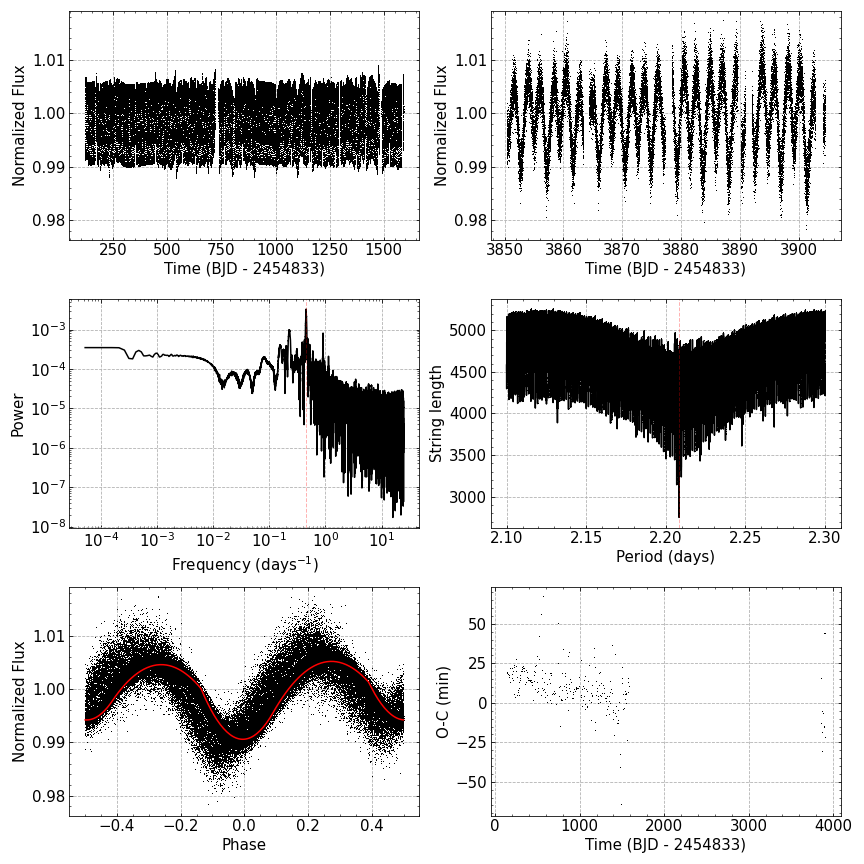 1.01
1.00
0.99
0.98
Normalized Flux
250 500 750 1000 1250 1500
Time (BJD - 2454833)
1.01
1.00
0.99
0.98
Normalized Flux
3850 3860 3870 3880 3890 3900
Time (BJD - 2454833)
10⁻³
10⁻⁴
10⁻⁵
10⁻⁶
10⁻⁷
10⁻⁸
Power
10⁻⁴ 10⁻³ 10⁻² 10⁻¹ 10⁰ 10¹
Frequency (days⁻¹)
5000
4500
4000
3500
3000
String length
2.10 2.15 2.20 2.25 2.30
Period (days)
1.01
1.00
0.99
0.98
Normalized Flux
−0.4 −0.2 0.0 0.2 0.4
Phase
50
25
0
−25
−50
O-C (min)
0 1000 2000 3000 4000
Time (BJD - 2454833)